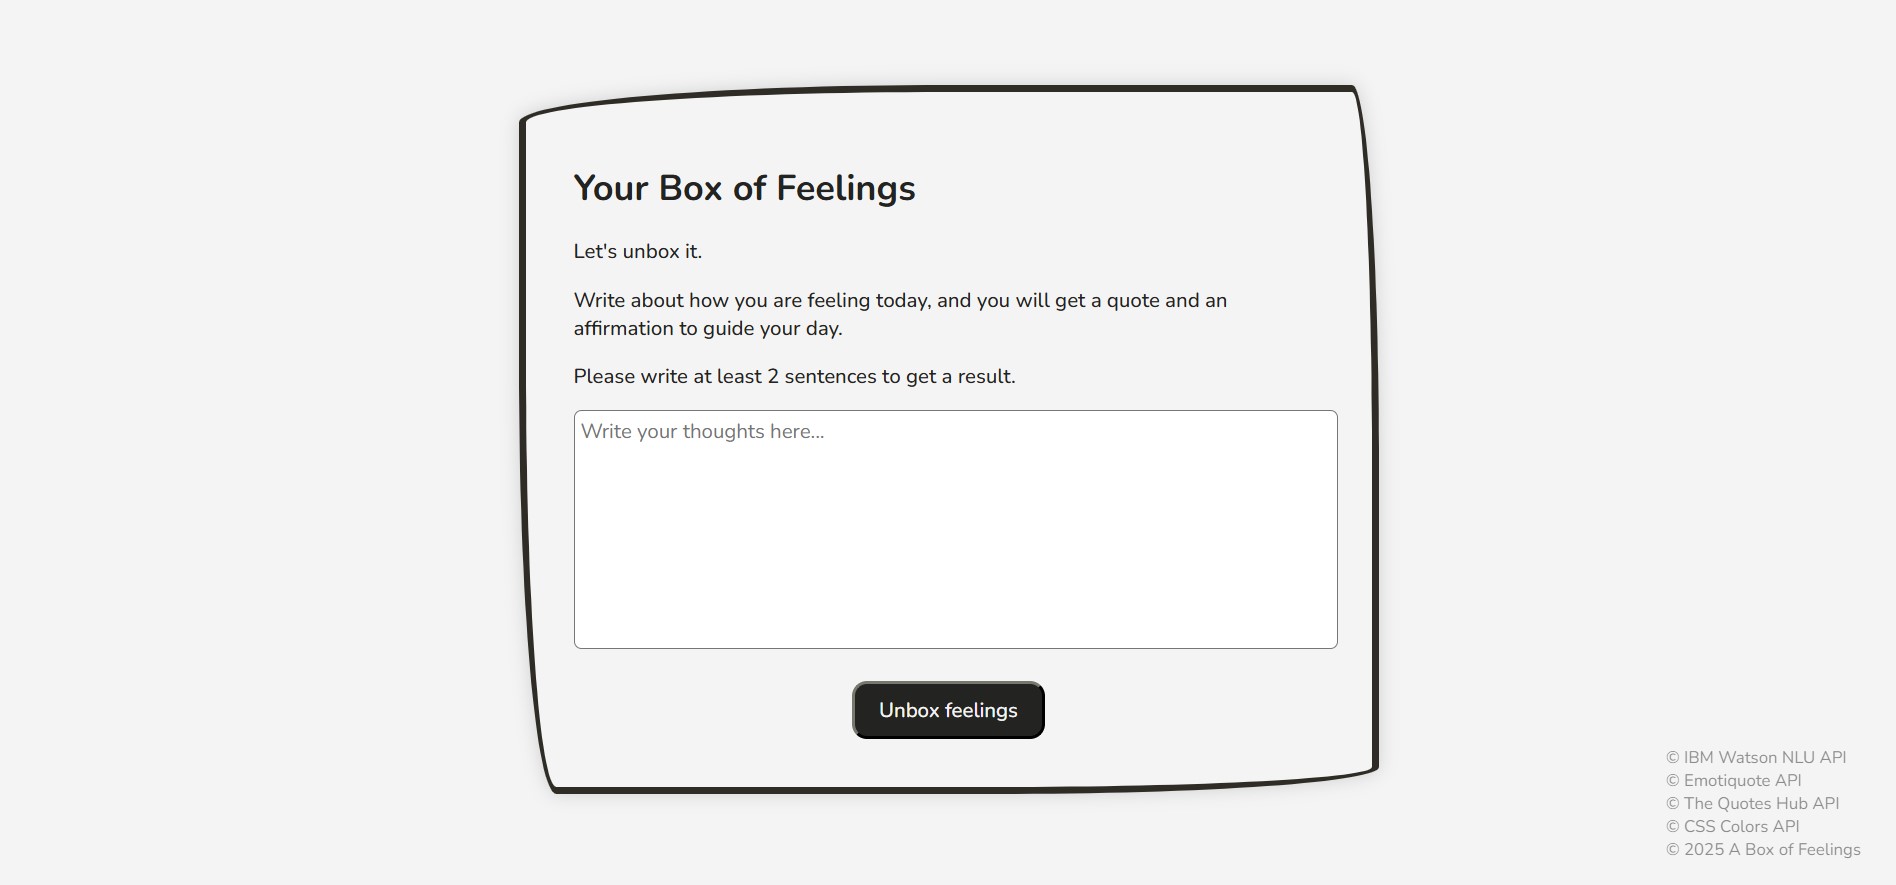 Your Box of Feelings
Let's unbox it.
Write about how you are feeling today, and you will get a quote and an
affirmation to guide your day.
Please write at least 2 sentences to get a result.
Write your thoughts here...
Unbox feelings
© IBM Watson NLU API
© Emotiquote API
© The Quotes Hub API
© CSS Colors API
© 2025 A Box of Feelings